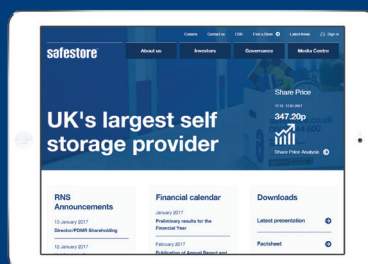 Careers Contact us CSR Find a Store Latest News Sign in
safestore
About us Investors Governance Media Centre
Share Price
347.20p
Share Price Analysis
UK's largest self
storage provider
RNS
Announcements
13 January 2017
Director/PDMR Shareholding
12 January 2017
Financial calendar
January 2017
Preliminary results for the
Financial Year
February 2017
Publication of Annual Report and
Downloads
Latest presentation
Factsheet